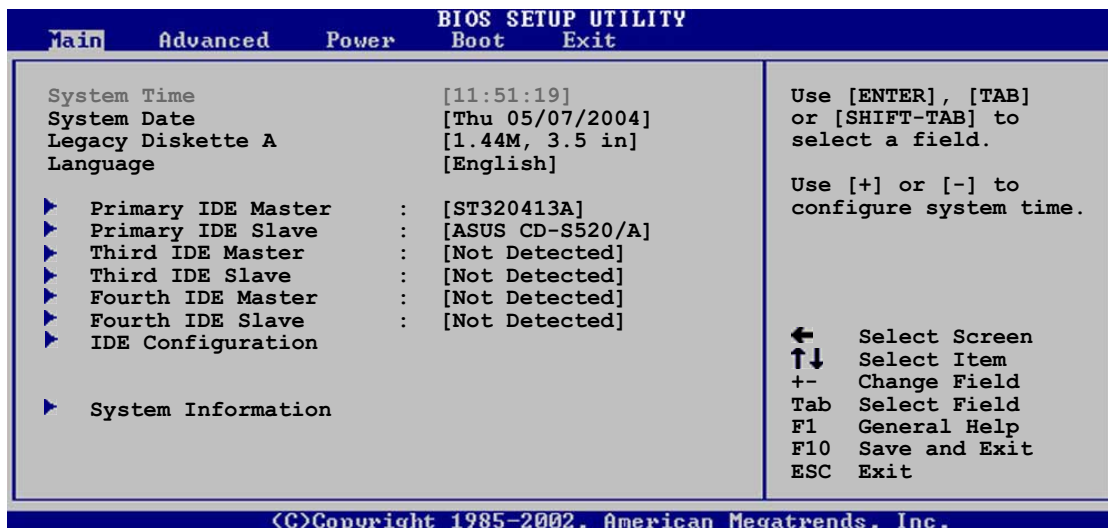 BIOS SETUP UTILITY
Main Advanced Power Boot Exit
System Time [11:51:19]
System Date [Thu 05/07/2004]
Legacy Diskette A [1.44M, 3.5 in]
Language [English]
Primary IDE Master : [ST320413A]
Primary IDE Slave : [ASUS CD-S520/A]
Third IDE Master : [Not Detected]
Third IDE Slave : [Not Detected]
Fourth IDE Master : [Not Detected]
Fourth IDE Slave : [Not Detected]
IDE Configuration
System Information
Use [ENTER], [TAB]
or [SHIFT-TAB] to
select a field.
Use [+] or [-] to
configure system time.
← Select Screen
↑↓ Select Item
+- Change Field
Tab Select Field
F1 General Help
F10 Save and Exit
ESC Exit
(C)Copyright 1985-2002, American Megatrends, Inc.